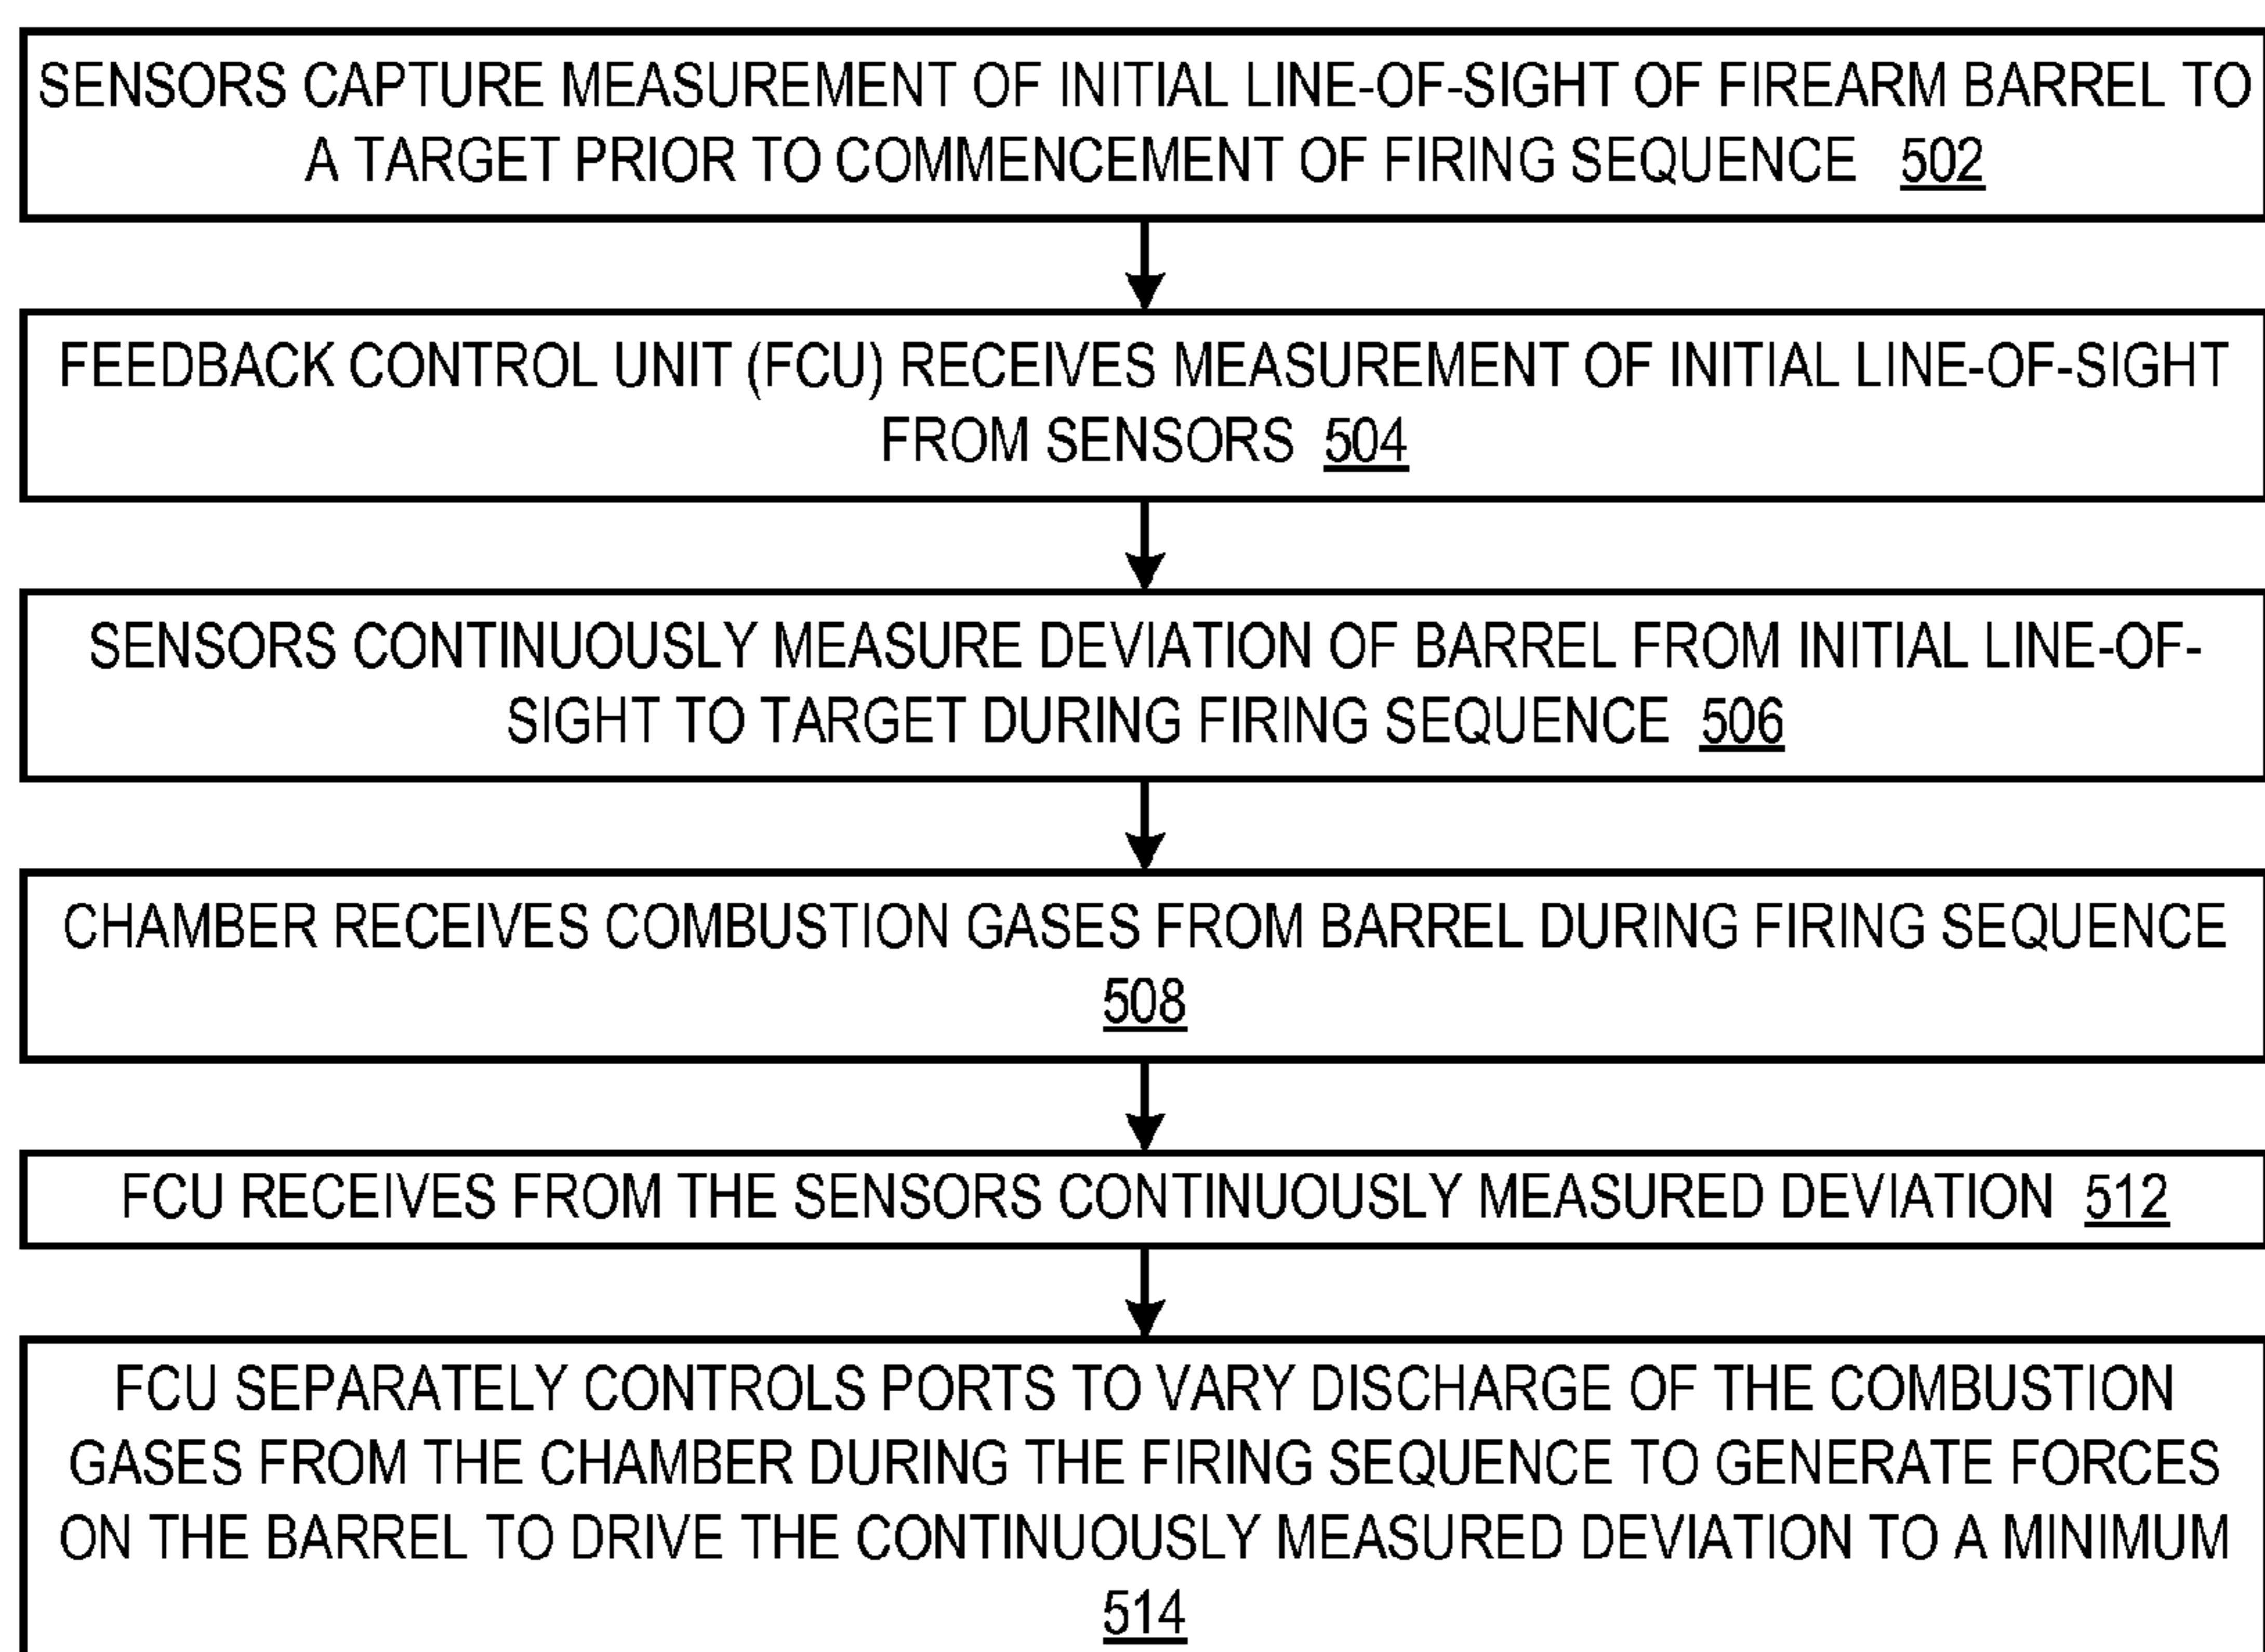 SENSORS CAPTURE MEASUREMENT OF INITIAL LINE-OF-SIGHT OF FIREARM BARREL TO
A TARGET PRIOR TO COMMENCEMENT OF FIRING SEQUENCE 502
FEEDBACK CONTROL UNIT (FCU) RECEIVES MEASUREMENT OF INITIAL LINE-OF-SIGHT
FROM SENSORS 504
SENSORS CONTINUOUSLY MEASURE DEVIATION OF BARREL FROM INITIAL LINE-OF-
SIGHT TO TARGET DURING FIRING SEQUENCE 506
CHAMBER RECEIVES COMBUSTION GASES FROM BARREL DURING FIRING SEQUENCE
508
FCU RECEIVES FROM THE SENSORS CONTINUOUSLY MEASURED DEVIATION 512
FCU SEPARATELY CONTROLS PORTS TO VARY DISCHARGE OF THE COMBUSTION
GASES FROM THE CHAMBER DURING THE FIRING SEQUENCE TO GENERATE FORCES
ON THE BARREL TO DRIVE THE CONTINUOUSLY MEASURED DEVIATION TO A MINIMUM
514